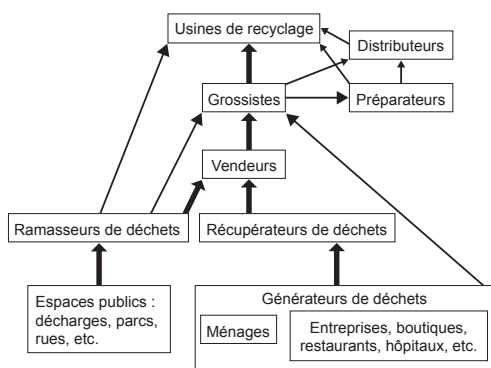 Usines de recyclage
Distributeurs
Grossistes
Préparateurs
Vendeurs
Ramasseurs de déchets
Récupérateurs de déchets
Espaces publics :
décharges, parcs,
rues, etc.
Générateurs de déchets
Ménages
Entreprises, boutiques,
restaurants, hôpitaux, etc.